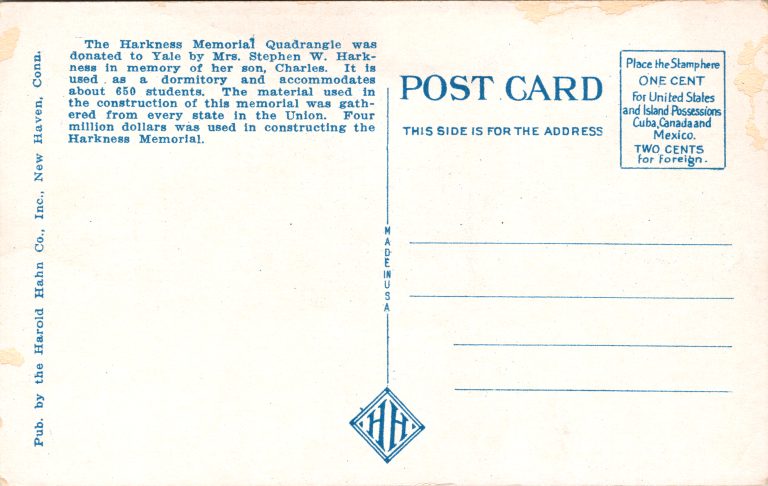 The Harkness Memorial Quadrangle was
donated to Yale by Mrs. Stephen W. Hark-
ness in memory of her son, Charles. It is
used as a dormitory and accommodates
about 650 students. The material used in
the construction of this memorial was gath-
ered from every state in the Union. Four
million dollars was used in constructing the
Harkness Memorial.
Pub. by the Harold Hahn Co., Inc., New Haven, Conn.
POST CARD
THIS SIDE IS FOR THE ADDRESS
Place the Stamp here
ONE CENT
For United States
and Island Possessions
Cuba, Canada and
Mexico.
TWO CENTS
for Foreign.
MADE IN USA
HH